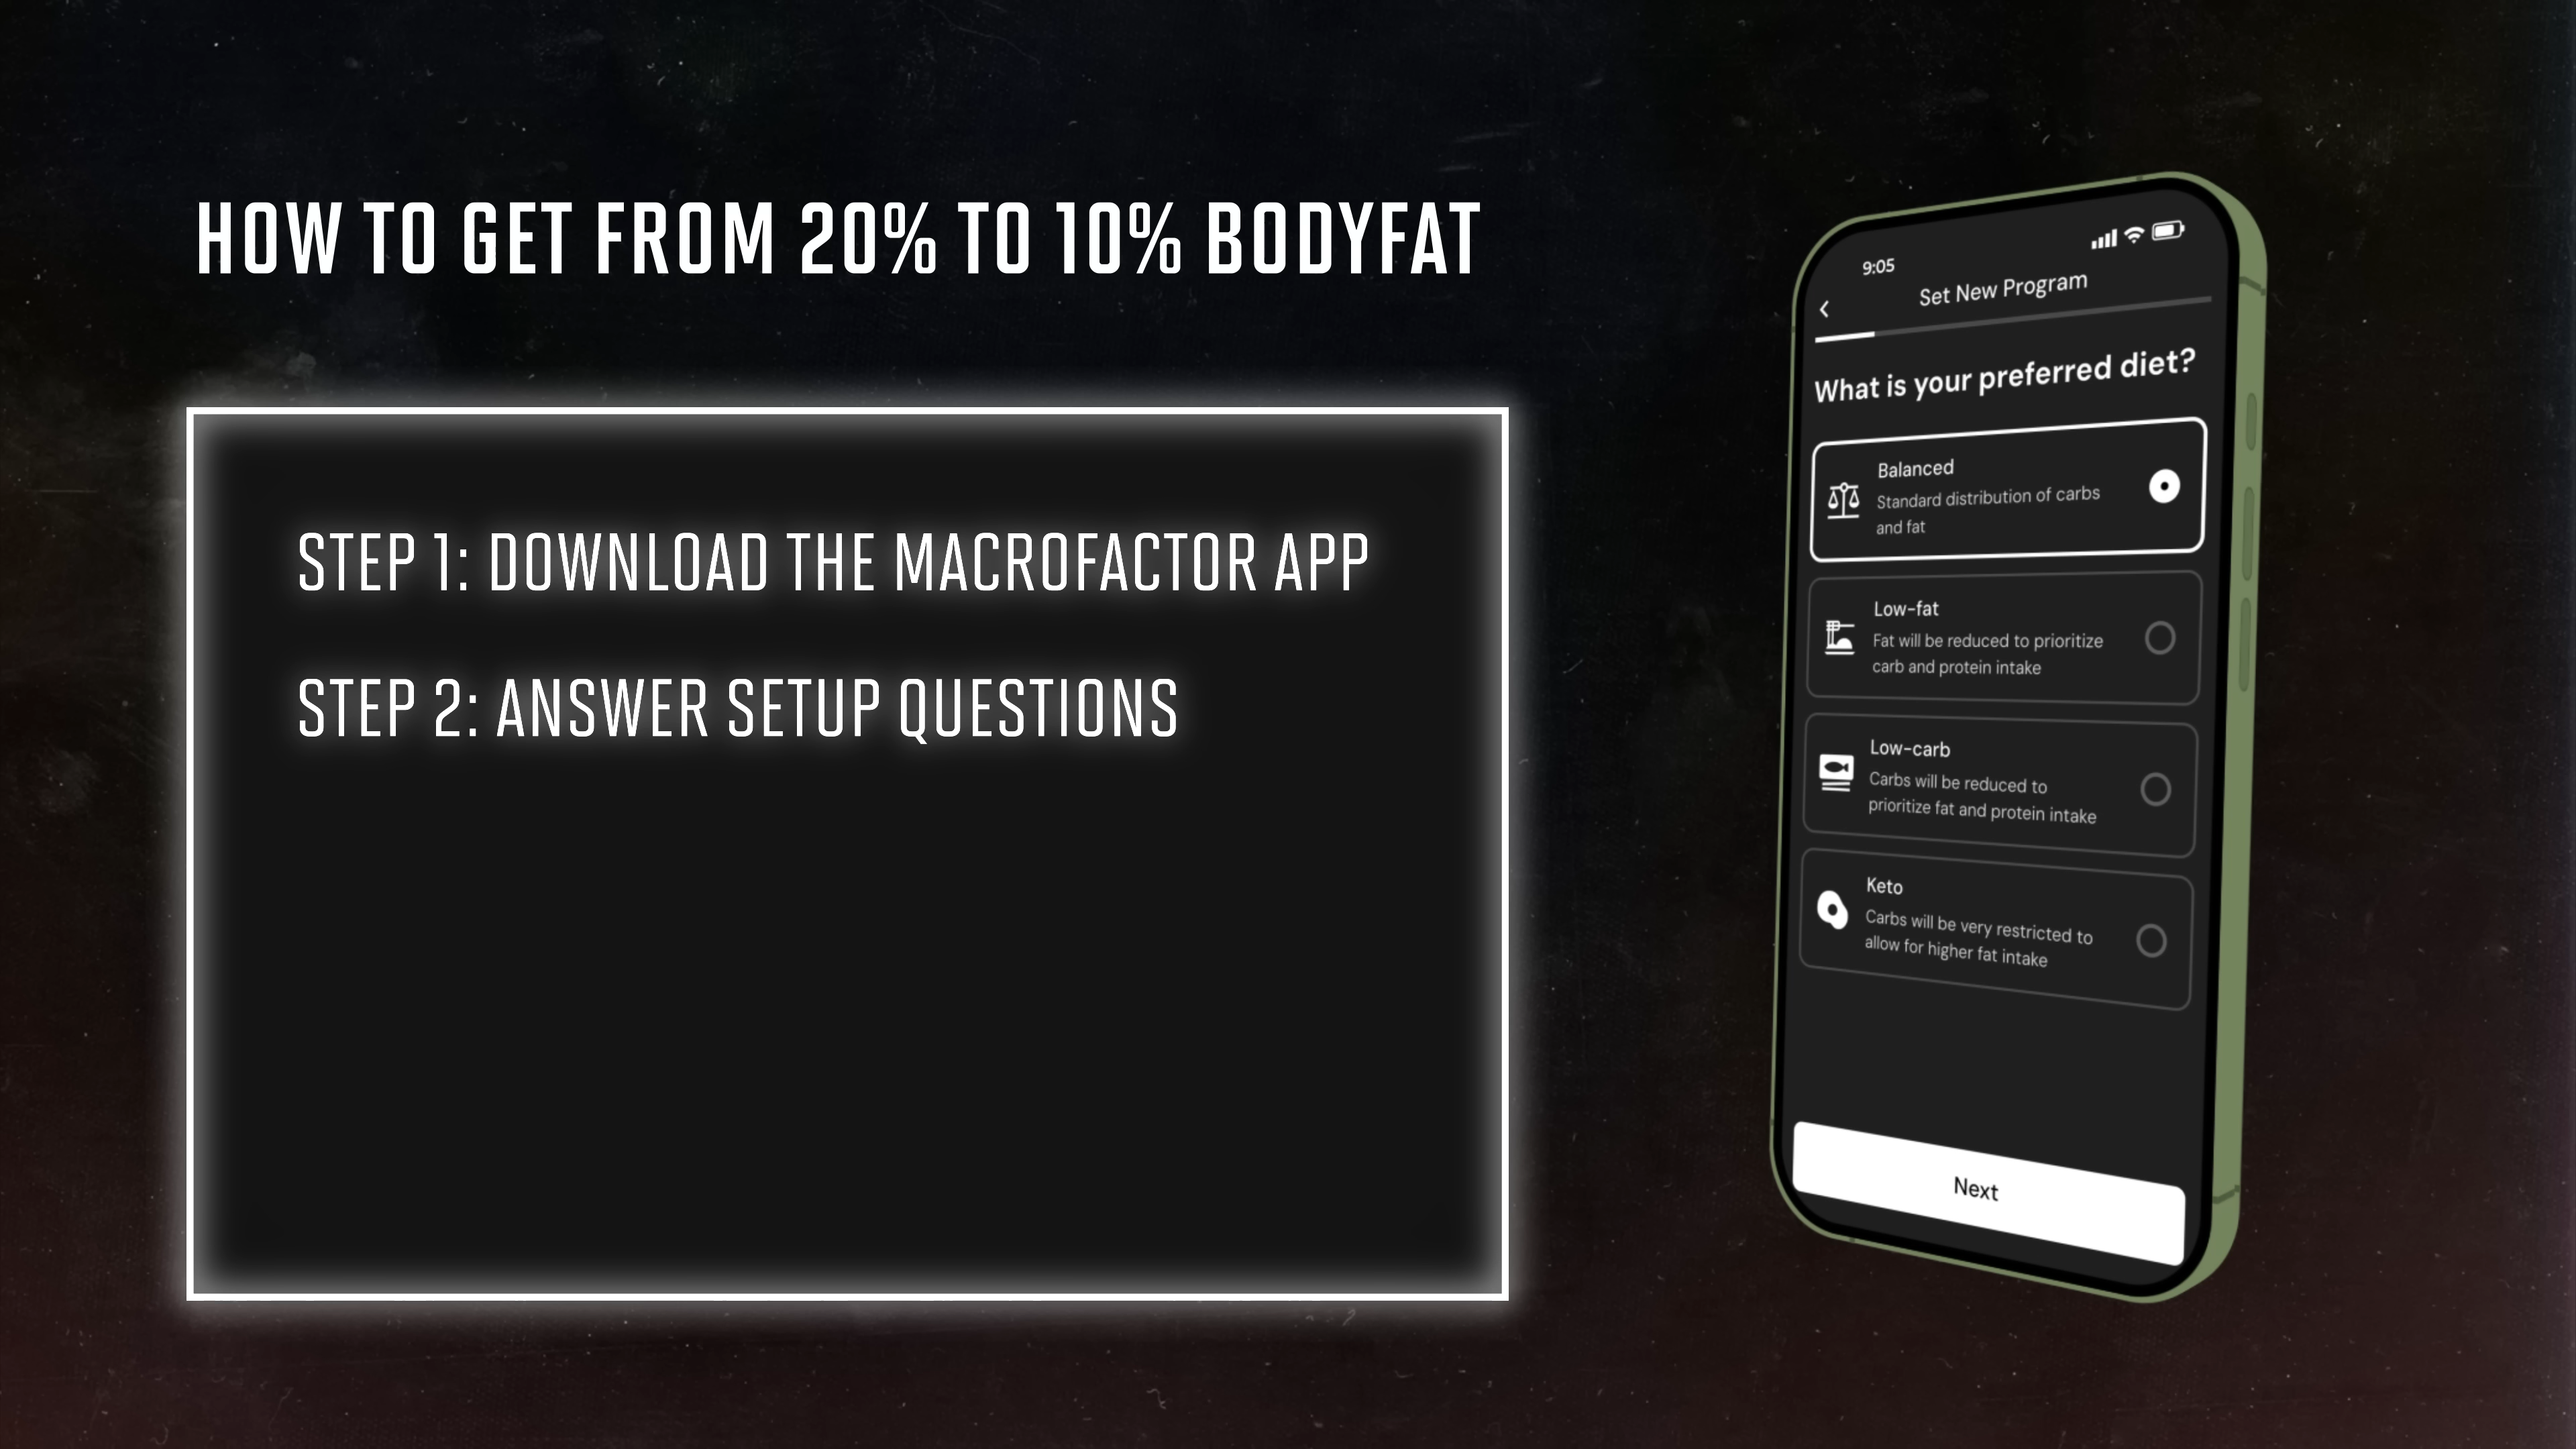 HOW TO GET FROM 20% TO 10% BODYFAT
STEP 1: DOWNLOAD THE MACROFACTOR APP
STEP 2: ANSWER SETUP QUESTIONS
9:05
Set New Program
What is your preferred diet?
Balanced
Standard distribution of carbs
and fat
Low-fat
Fat will be reduced to prioritize
carb and protein intake
Low-carb
Carbs will be reduced to
prioritize fat and protein intake
Keto
Carbs will be very restricted to
allow for higher fat intake
Next